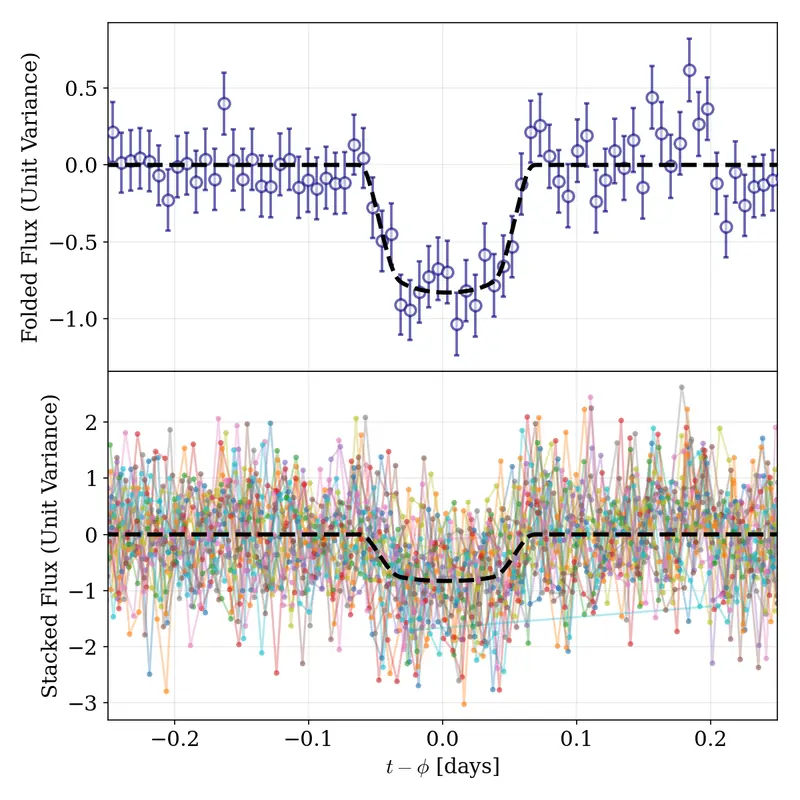 Folded Flux (Unit Variance)
0.5
0.0
−0.5
−1.0
Stacked Flux (Unit Variance)
2
1
0
−1
−2
−3
−0.2 −0.1 0.0 0.1 0.2
t − ϕ [days]